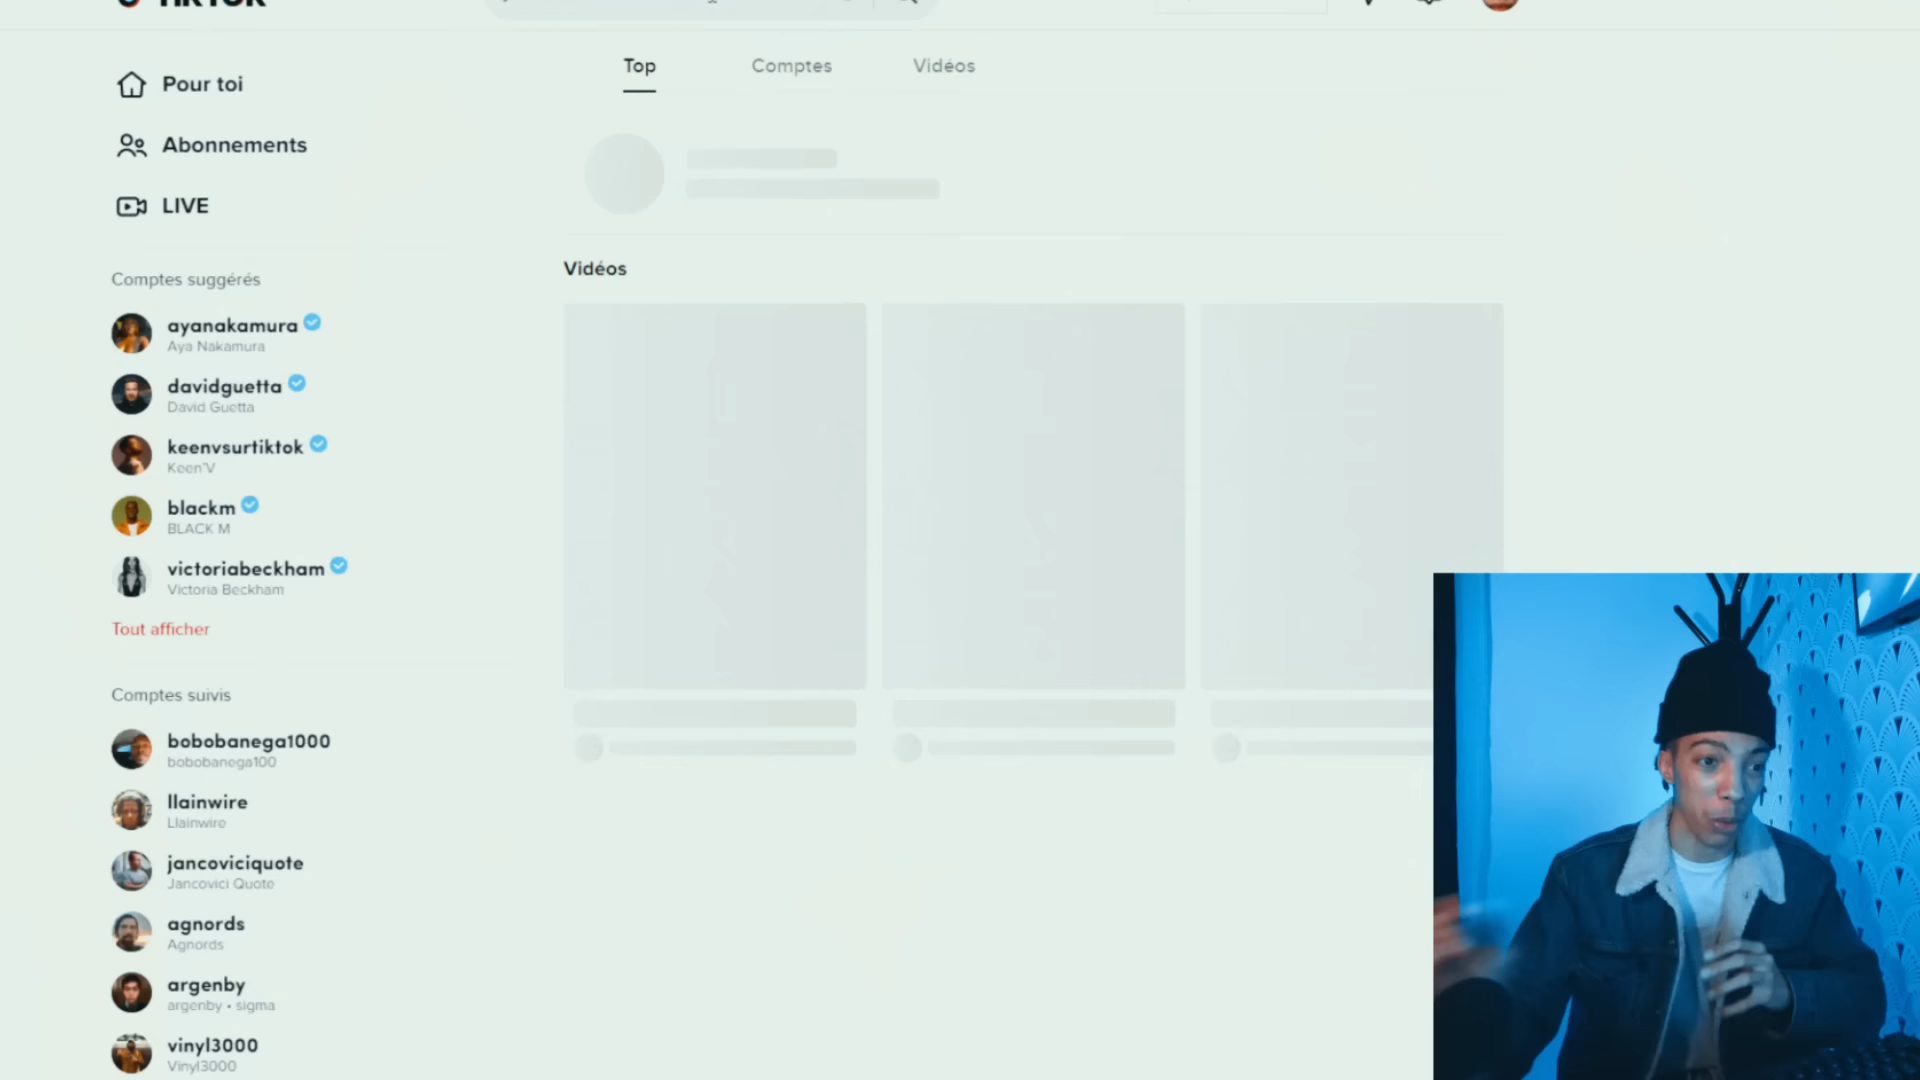 Top
Comptes
Vidéos
Pour toi
Abonnements
LIVE
Comptes suggérés
ayanakamura
Aya Nakamura
davidguetta
David Guetta
keenvsurtiktok
Keen'V
blackm
BLACK M
victoriabeckham
Victoria Beckham
Tout afficher
Comptes suivis
bobobanega1000
bobobanega100
llainwire
Llainwire
jancoviciquote
Jancovici Quote
agnords
Agnords
argenby
argenby • sigma
vinyl3000
Vinyl3000
Vidéos